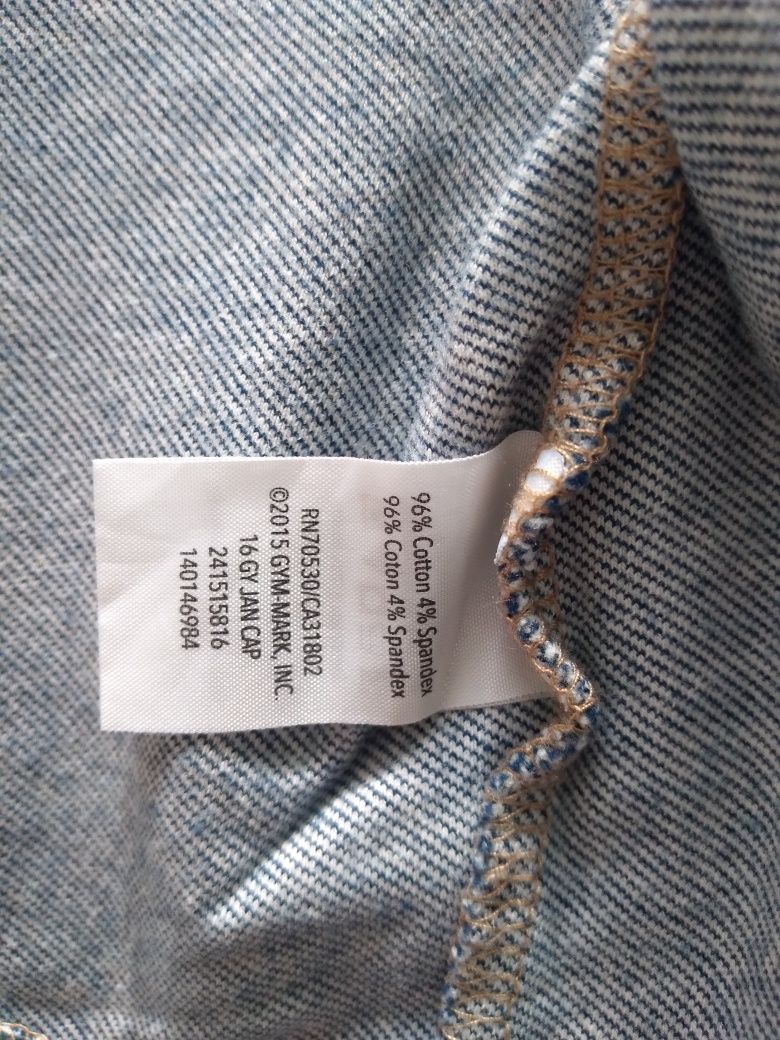 96% Cotton 4% Spandex
96% Coton 4% Spandex
RN70530/CA31802
©2015 GYM-MARK, INC.
16 GY JAN CAP
241515816
140146984